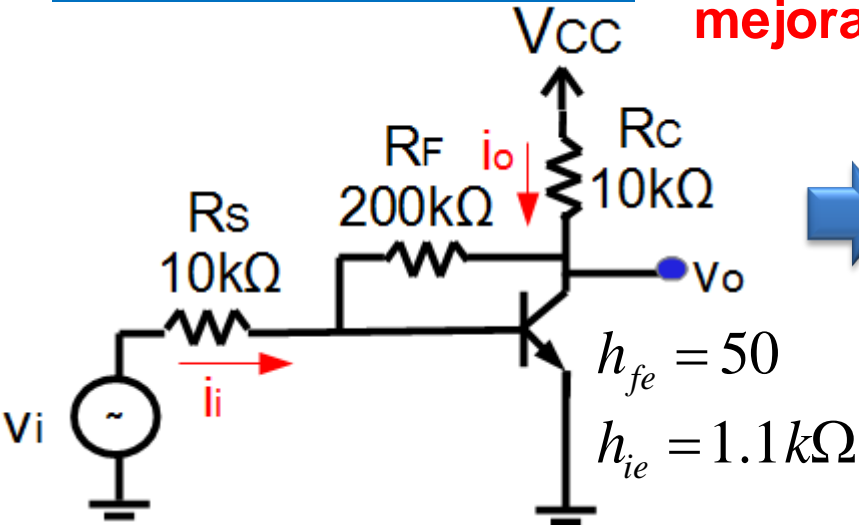 mejora
VCC
RF
200kΩ
io
RC
10kΩ
RS
10kΩ
vo
ii
vi
~
hfe = 50
hie = 1.1kΩ